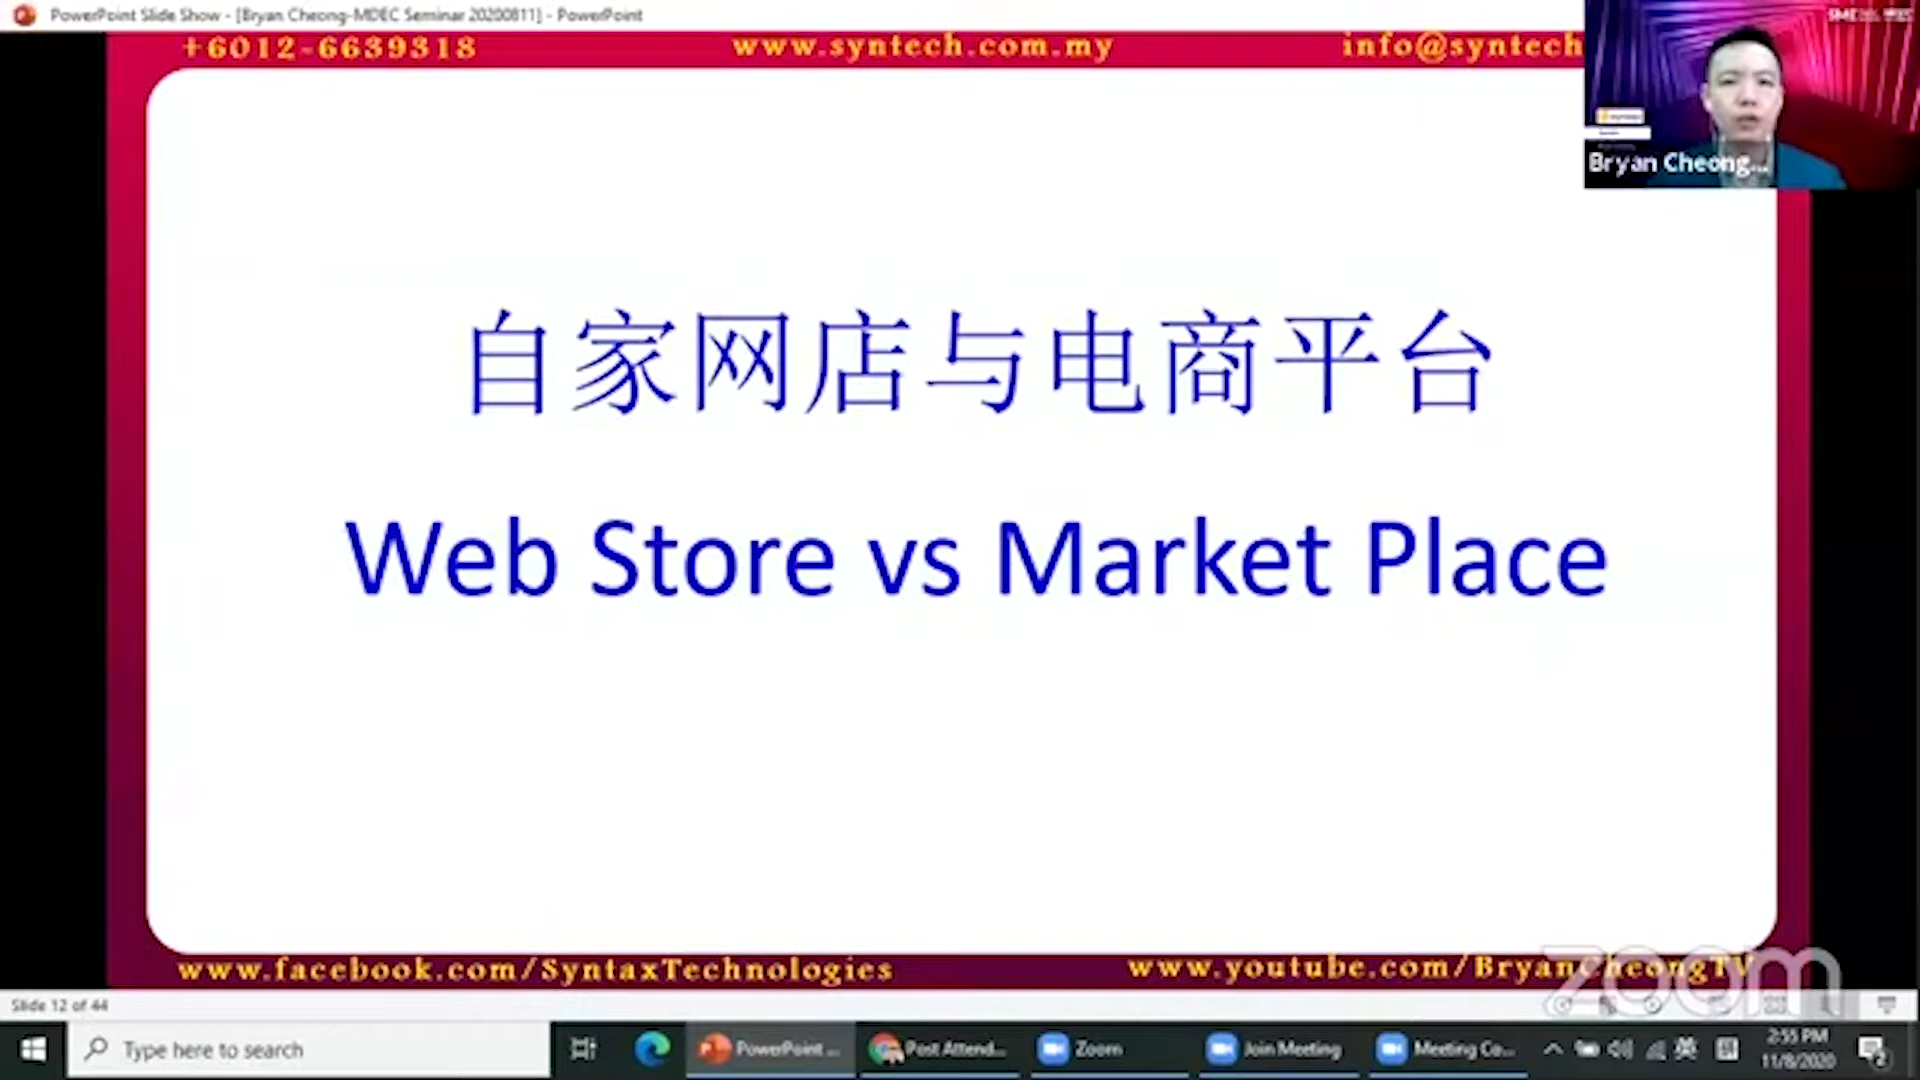 PowerPoint Slide Show - [Bryan Cheong-MDEC Seminar 20200811] - PowerPoint
+6012-6639318
www.syntech.com.my
info@syntech
Bryan Cheong...
自家网店与电商平台
Web Store vs Market Place
www.facebook.com/SyntaxTechnologies
www.youtube.com/BryanCheongTV
zoom
Slide 12 of 44
Type here to search
PowerPoint ...
Post Attend...
Zoom
Join Meeting
Meeting Co...
英
2:55 PM
11/8/2020
2